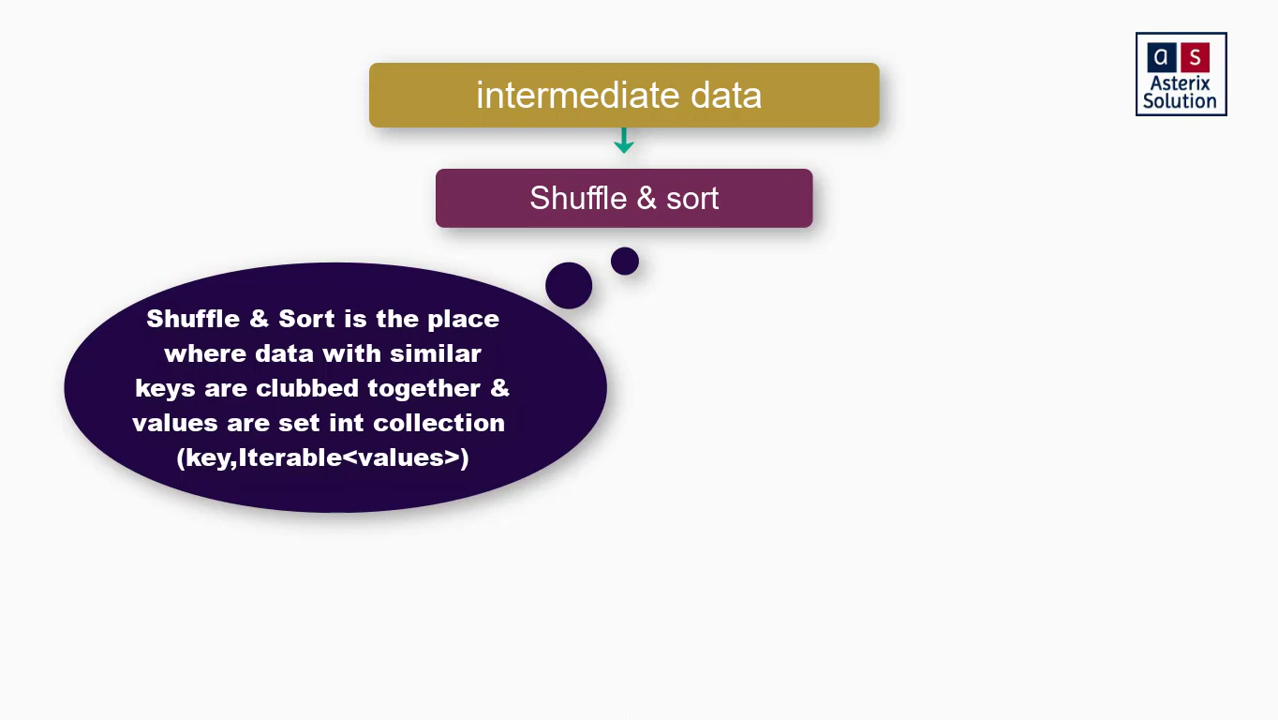 intermediate data
a s
Asterix
Solution
Shuffle & sort
Shuffle & Sort is the place
where data with similar
keys are clubbed together &
values are set int collection
(key,Iterable<values>)